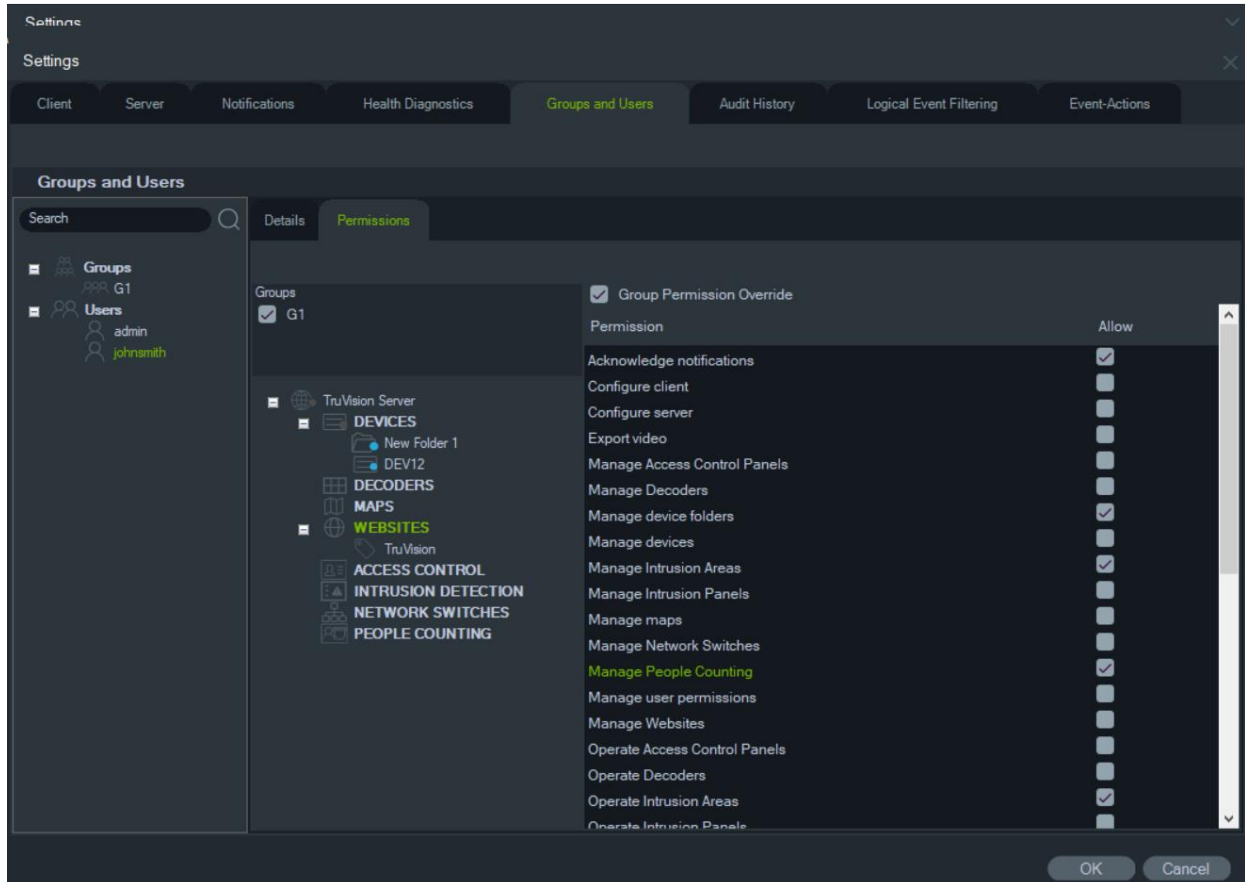 Settings
Settings
Client Server Notifications Health Diagnostics Groups and Users Audit History Logical Event Filtering Event-Actions
Groups and Users
Search
Groups
G1
Users
admin
johnsmith
Details Permissions
Groups
G1
TruVision Server
DEVICES
New Folder 1
DEV12
DECODERS
MAPS
WEBSITES
TruVision
ACCESS CONTROL
INTRUSION DETECTION
NETWORK SWITCHES
PEOPLE COUNTING
Group Permission Override
Permission Allow
Acknowledge notifications
Configure client
Configure server
Export video
Manage Access Control Panels
Manage Decoders
Manage device folders
Manage devices
Manage Intrusion Areas
Manage Intrusion Panels
Manage maps
Manage Network Switches
Manage People Counting
Manage user permissions
Manage Websites
Operate Access Control Panels
Operate Decoders
Operate Intrusion Areas
Operate Intrusion Panels
OK Cancel